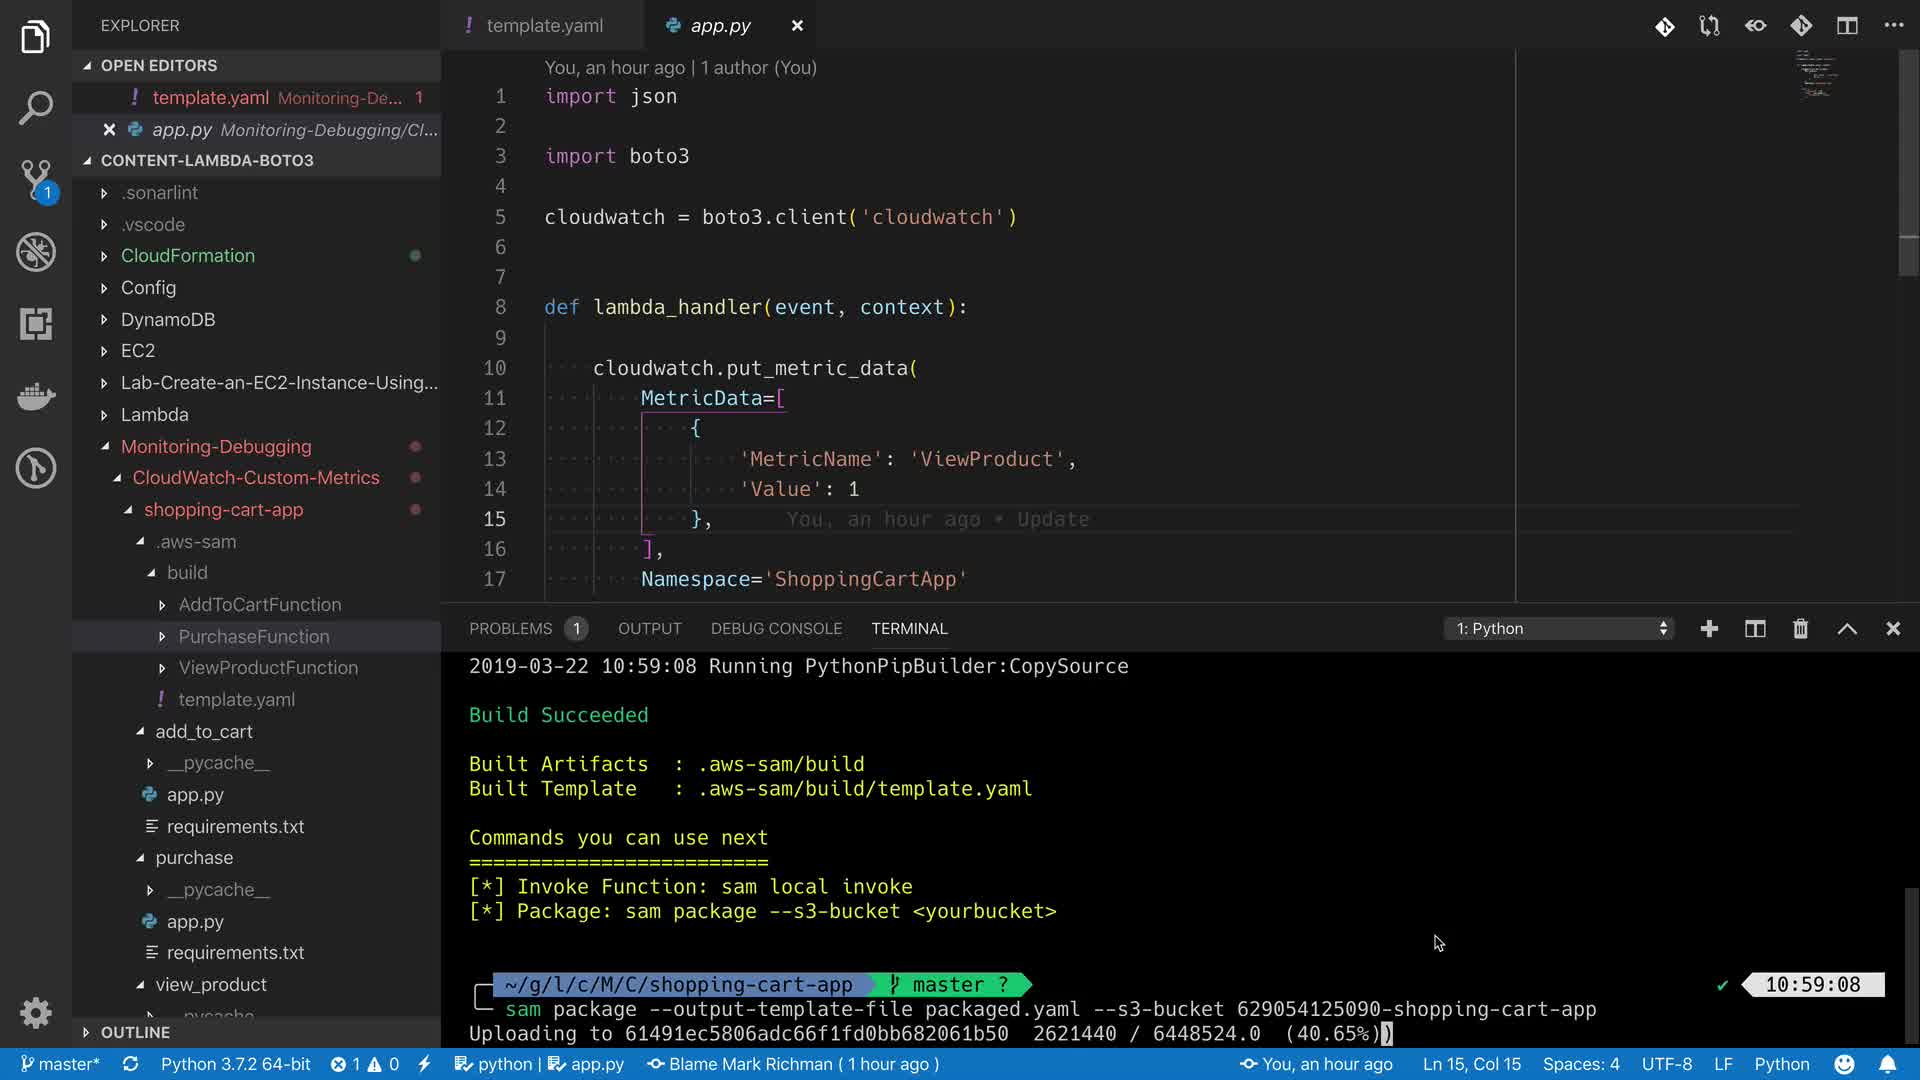 EXPLORER
OPEN EDITORS
! template.yaml Monitoring-De... 1
app.py Monitoring-Debugging/Cl...
CONTENT-LAMBDA-BOTO3
.sonarlint
.vscode
CloudFormation
Config
DynamoDB
EC2
Lab-Create-an-EC2-Instance-Using...
Lambda
Monitoring-Debugging
CloudWatch-Custom-Metrics
shopping-cart-app
.aws-sam
build
AddToCartFunction
PurchaseFunction
ViewProductFunction
! template.yaml
add_to_cart
__pycache__
app.py
requirements.txt
purchase
__pycache__
app.py
requirements.txt
view_product
__pycache__
OUTLINE
1
! template.yaml
app.py
You, an hour ago | 1 author (You)
1 import json
2
3 import boto3
4
5 cloudwatch = boto3.client('cloudwatch')
6
7
8 def lambda_handler(event, context):
9
10 cloudwatch.put_metric_data(
11 MetricData=[
12 {
13 'MetricName': 'ViewProduct',
14 'Value': 1
15 }, You, an hour ago • Update
16 ],
17 Namespace='ShoppingCartApp'
PROBLEMS 1 OUTPUT DEBUG CONSOLE TERMINAL 1: Python
2019-03-22 10:59:08 Running PythonPipBuilder:CopySource
Build Succeeded
Built Artifacts : .aws-sam/build
Built Template : .aws-sam/build/template.yaml
Commands you can use next
=========================
[*] Invoke Function: sam local invoke
[*] Package: sam package --s3-bucket <yourbucket>
~/g/l/c/M/C/shopping-cart-app master ? ✔ 10:59:08
sam package --output-template-file packaged.yaml --s3-bucket 629054125090-shopping-cart-app
Uploading to 61491ec5806adc66f1fd0bb682061b50 2621440 / 6448524.0 (40.65%))
master* Python 3.7.2 64-bit 1 0 python | app.py Blame Mark Richman ( 1 hour ago ) You, an hour ago Ln 15, Col 15 Spaces: 4 UTF-8 LF Python